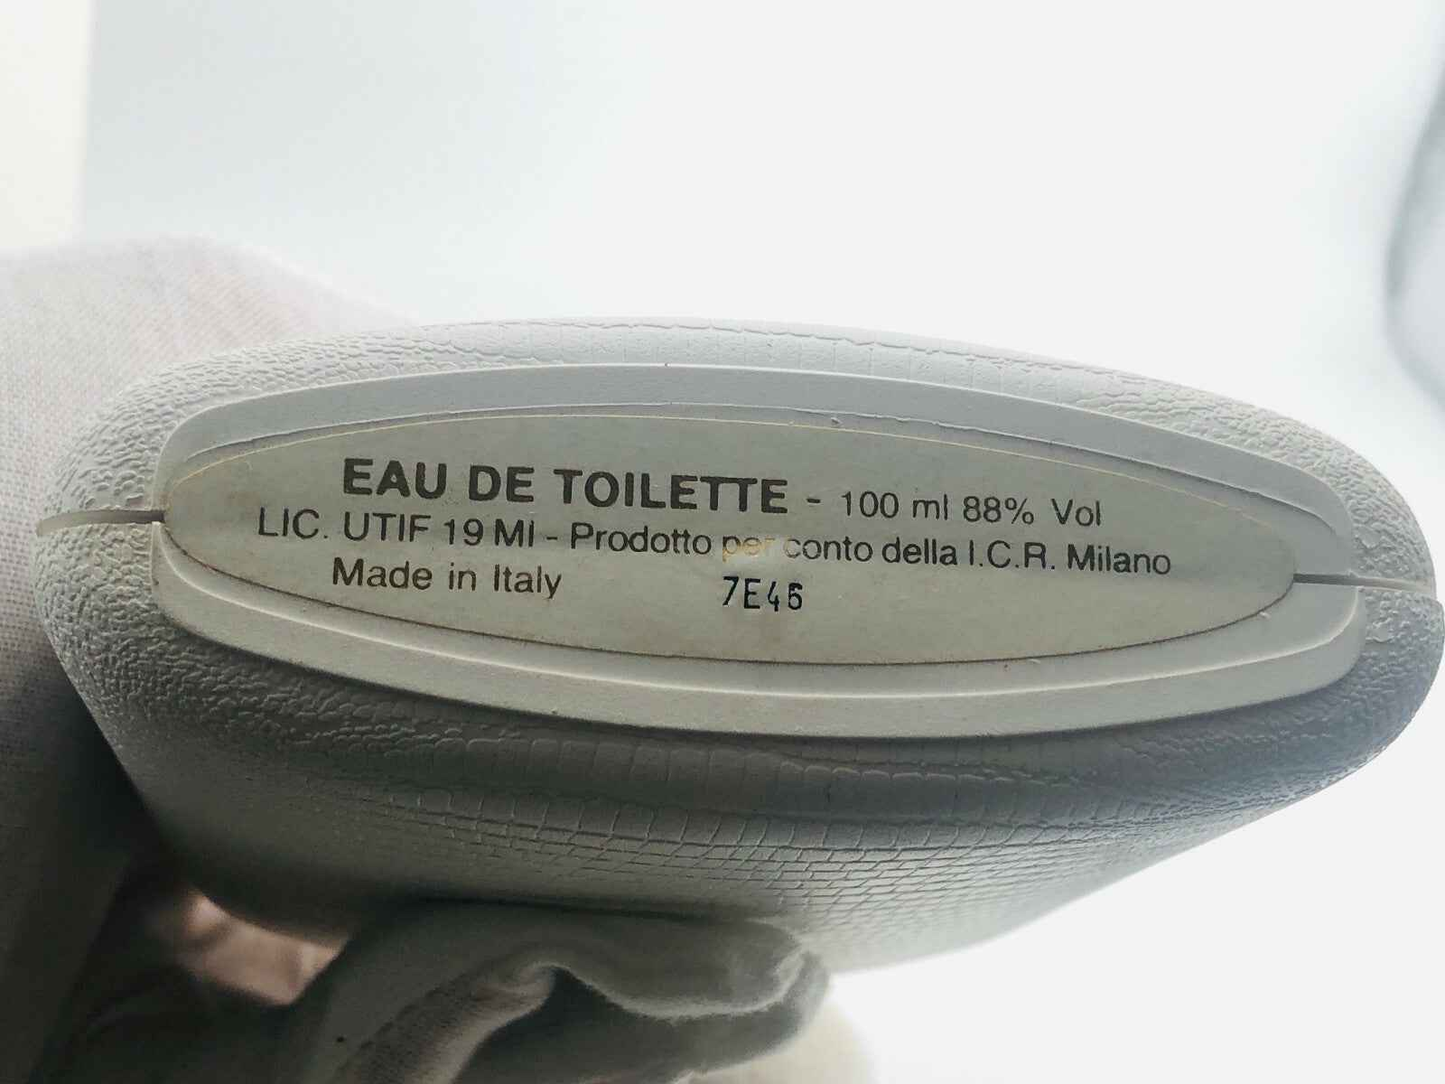 EAU DE TOILETTE - 100 ml 88% Vol
LIC. UTIF 19 MI - Prodotto per conto della I.C.R. Milano
Made in Italy 7E46